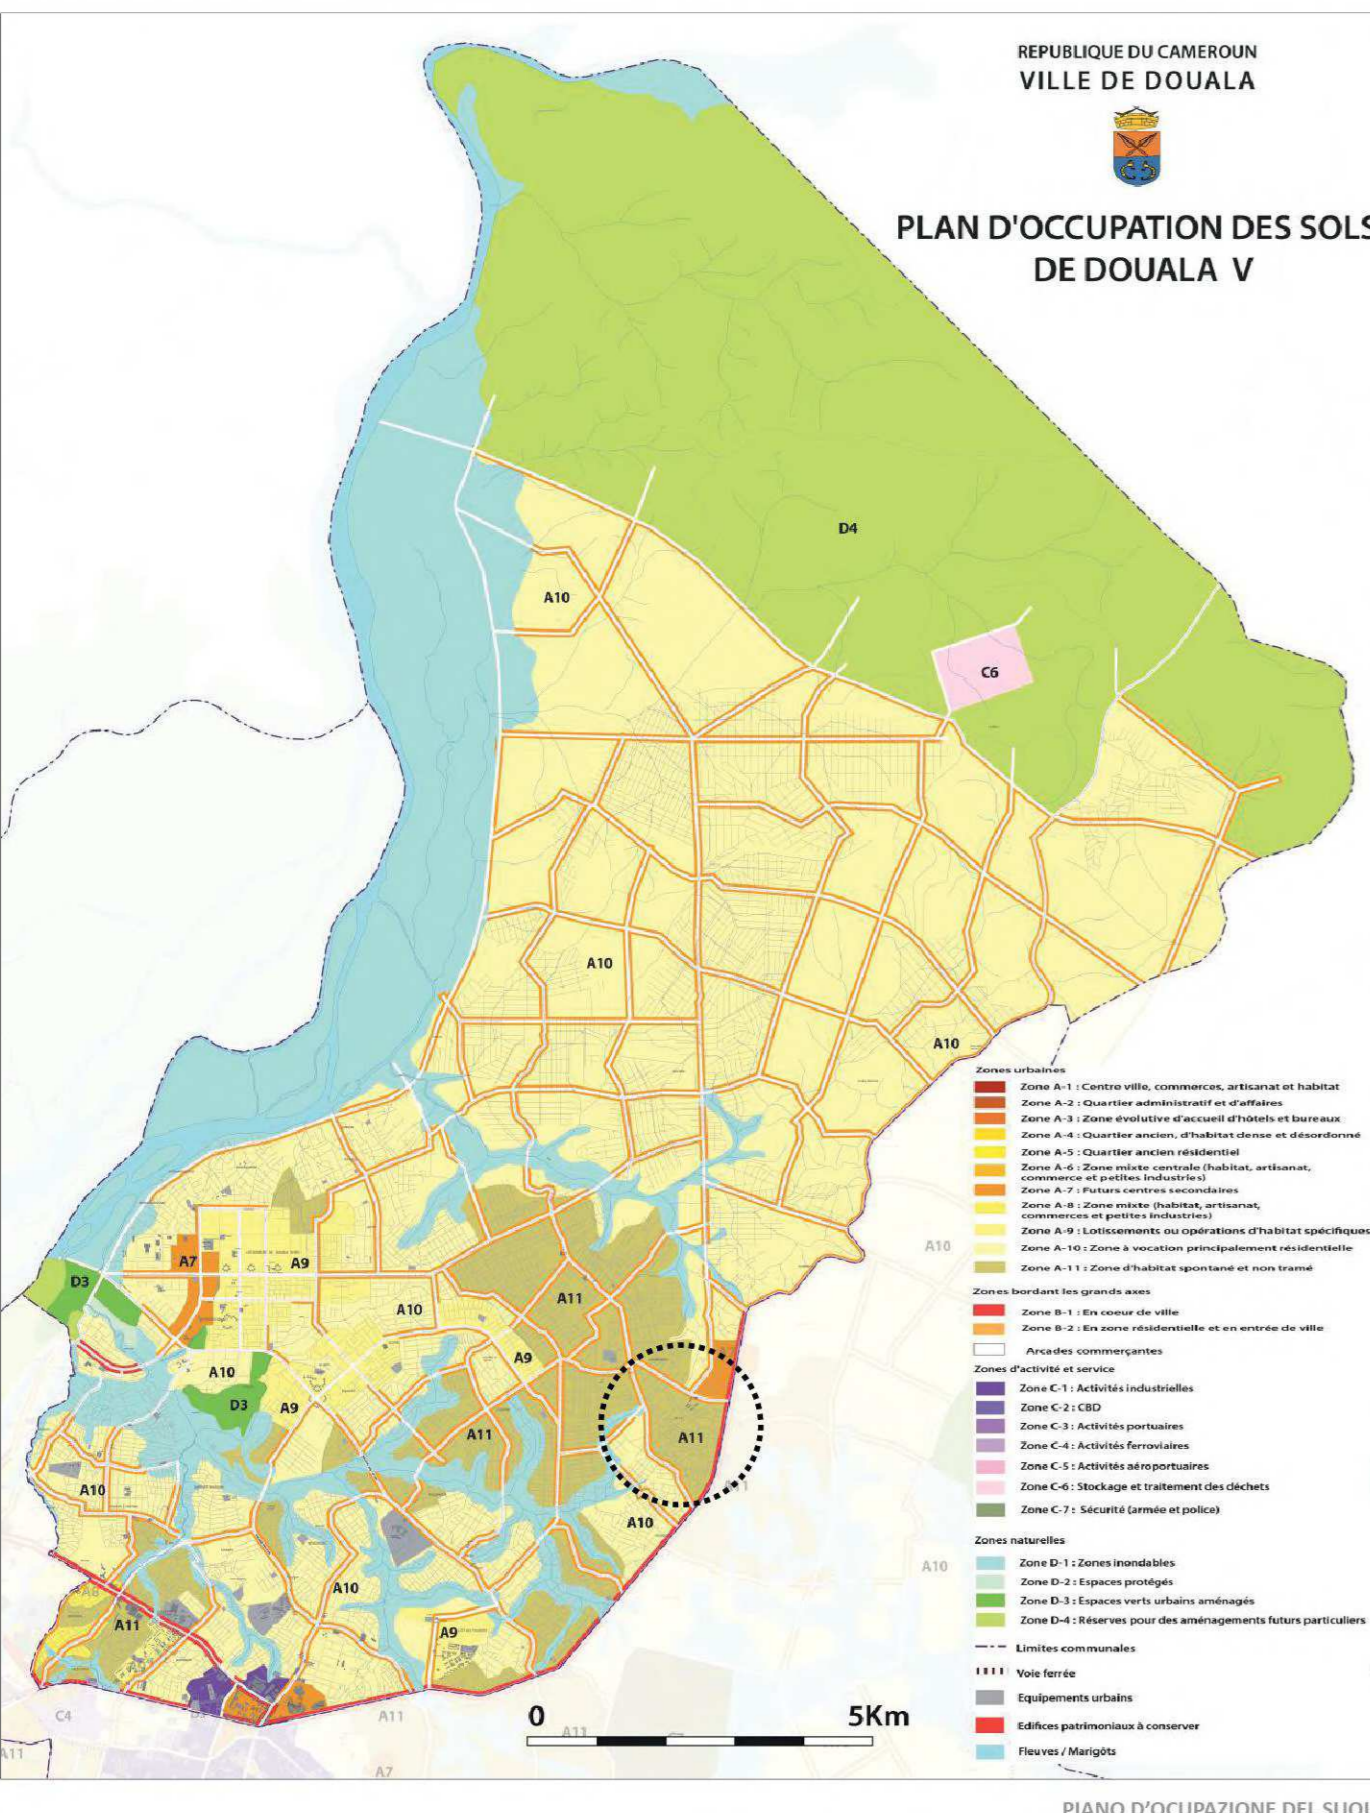 REPUBLIQUE DU CAMEROUN
VILLE DE DOUALA
PLAN D'OCCUPATION DES SOLS
DE DOUALA V
D4
A10
C6
A10
A10
Zones urbaines
Zone A-1 : Centre ville, commerces, artisanat et habitat
Zone A-2 : Quartier administratif et d'affaires
Zone A-3 : Zone évolutive d'accueil d'hôtels et bureaux
Zone A-4 : Quartier ancien, d'habitat dense et désordonné
Zone A-5 : Quartier ancien résidentiel
Zone A-6 : Zone mixte centrale (habitat, artisanat,
commerce et petites industries)
Zone A-7 : Futurs centres secondaires
Zone A-8 : Zone mixte (habitat, artisanat,
commerces et petites industries)
Zone A-9 : Lotissements ou opérations d'habitat spécifiques
Zone A-10 : Zone à vocation principalement résidentielle
Zone A-11 : Zone d'habitat spontané et non tramé
Zones bordant les grands axes
Zone B-1 : En coeur de ville
Zone B-2 : En zone résidentielle et en entrée de ville
Arcades commerçantes
Zones d'activité et service
Zone C-1 : Activités industrielles
Zone C-2 : CBD
Zone C-3 : Activités portuaires
Zone C-4 : Activités ferroviaires
Zone C-5 : Activités aéroportuaires
Zone C-6 : Stockage et traitement des déchets
Zone C-7 : Sécurité (armée et police)
Zones naturelles
Zone D-1 : Zones inondables
Zone D-2 : Espaces protégés
Zone D-3 : Espaces verts urbains aménagés
Zone D-4 : Réserves pour des aménagements futurs particuliers
Limites communales
Voie ferrée
Equipements urbains
Edifices patrimoniaux à conserver
Fleuves / Marigôts
A10
A7
A9
D3
A11
A10
A9
A10
D3
A9
A11
A11
A10
A10
A10
A10
A8
A11
A9
C4
A11
A11
A11
A7
0
5Km
PIANO D'OCCUPAZIONE DEL SUOL